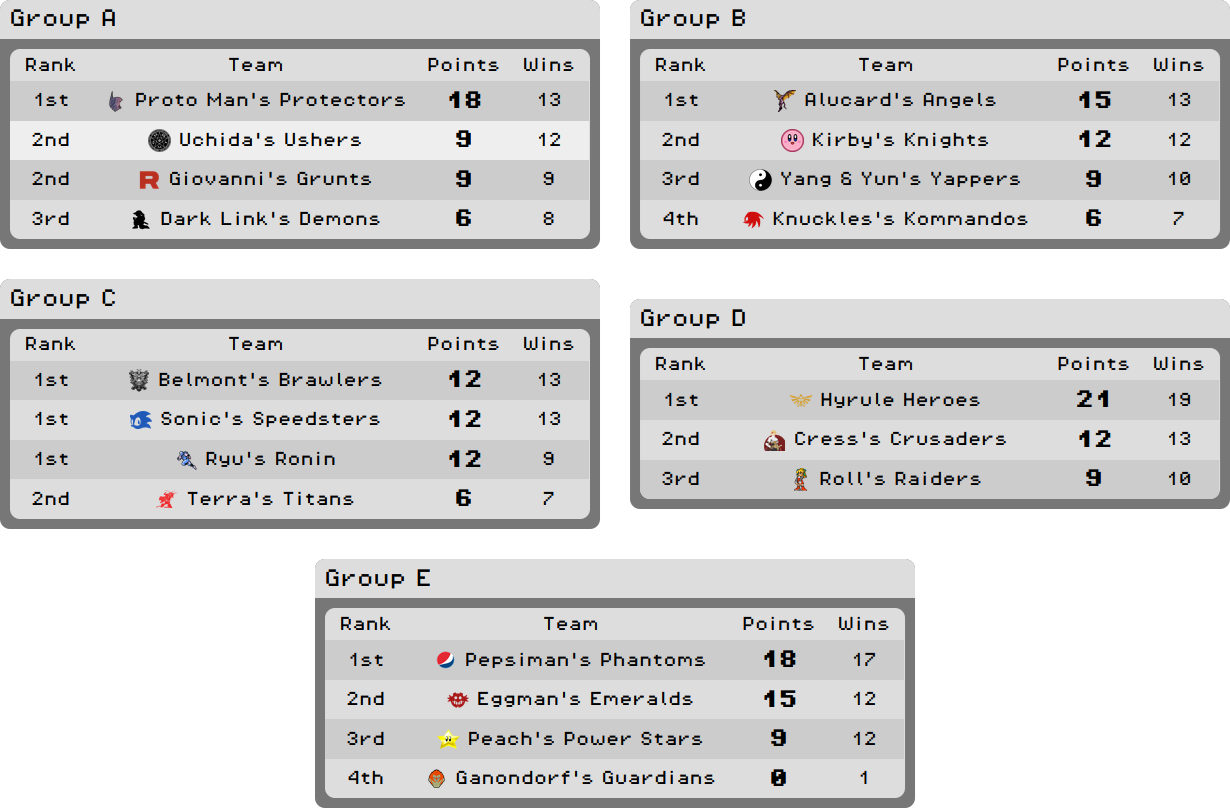 Group A
Rank Team Points Wins
1st Proto Man's Protectors 18 13
2nd Uchida's Ushers 9 12
2nd R Giovanni's Grunts 9 9
3rd Dark Link's Demons 6 8
Group B
Rank Team Points Wins
1st Alucard's Angels 15 13
2nd Kirby's Knights 12 12
3rd Yang & Yun's Yappers 9 10
4th Knuckles's Kommandos 6 7
Group C
Rank Team Points Wins
1st Belmont's Brawlers 12 13
1st Sonic's Speedsters 12 13
1st Ryu's Ronin 12 9
2nd Terra's Titans 6 7
Group D
Rank Team Points Wins
1st Hyrule Heroes 21 19
2nd Cress's Crusaders 12 13
3rd Roll's Raiders 9 10
Group E
Rank Team Points Wins
1st Pepsiman's Phantoms 18 17
2nd Eggman's Emeralds 15 12
3rd Peach's Power Stars 9 12
4th Ganondorf's Guardians 0 1